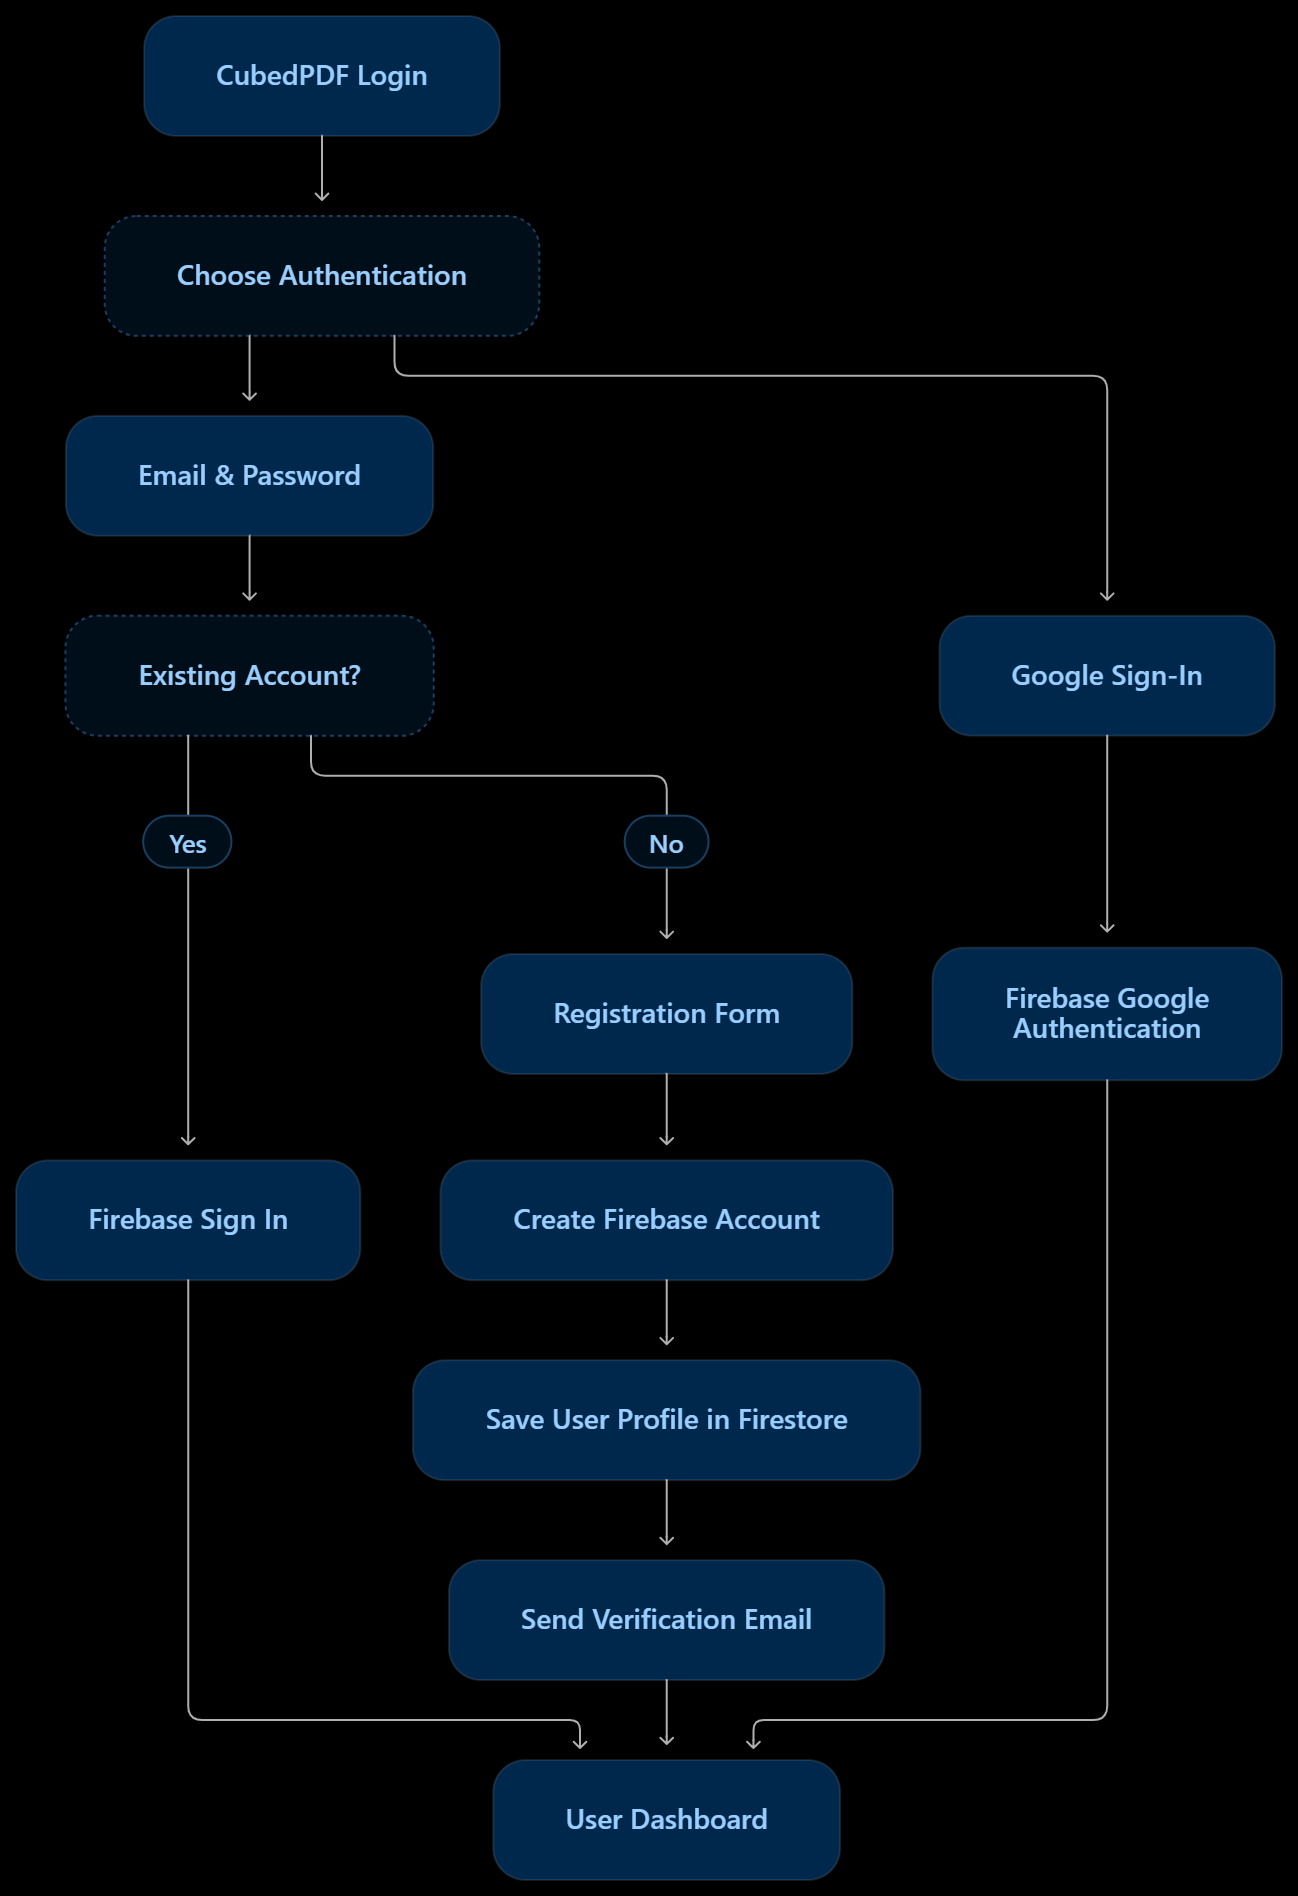 CubedPDF Login
Choose Authentication
Email & Password
Existing Account?
Google Sign-In
Yes
No
Registration Form
Firebase Google
Authentication
Firebase Sign In
Create Firebase Account
Save User Profile in Firestore
Send Verification Email
User Dashboard